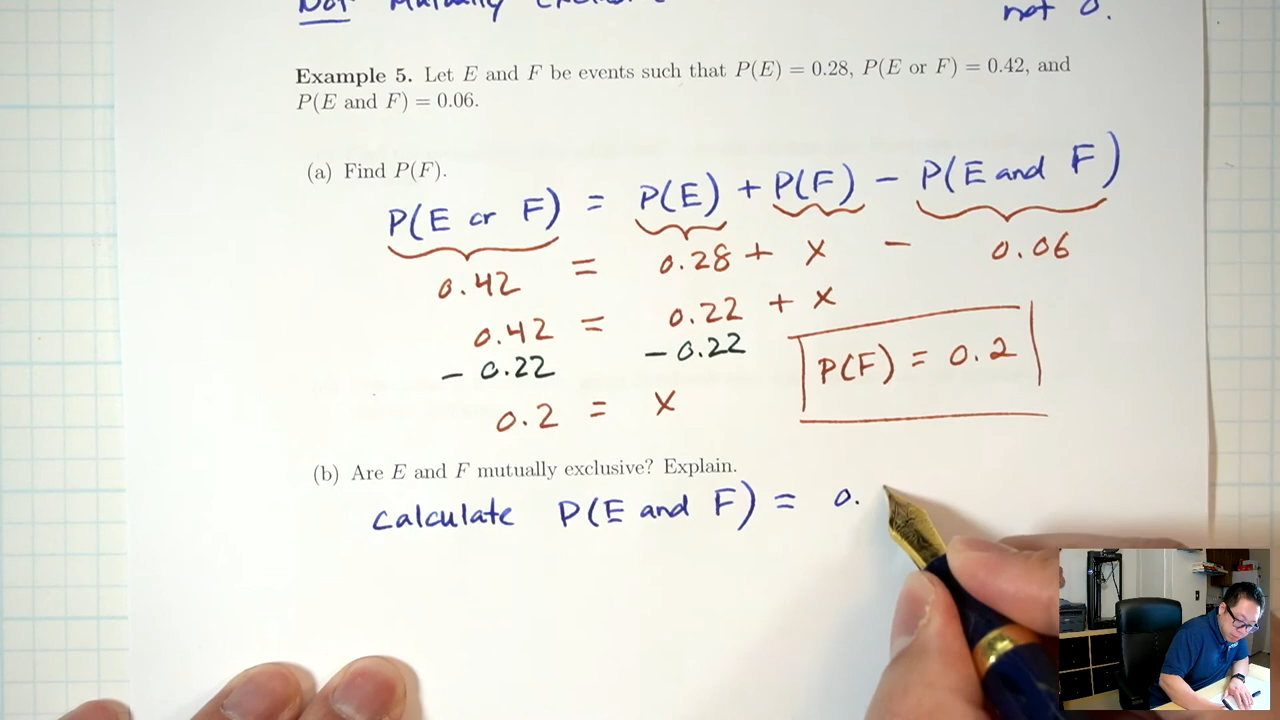 Not Mutually
not 0.
Example 5. Let E and F be events such that P(E) = 0.28, P(E or F) = 0.42, and
P(E and F) = 0.06.
(a) Find P(F).
P(E or F) = P(E) + P(F) − P(E and F)
0.42 = 0.28 + x − 0.06
0.42 = 0.22 + x
− 0.22 − 0.22
0.2 = x
P(F) = 0.2
(b) Are E and F mutually exclusive? Explain.
calculate P(E and F) = 0.